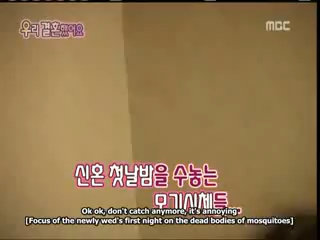 우리 결혼했어요
MBC
신혼 첫날밤을 수놓는
모기시체들
Ok ok, don't catch anymore, it's annoying.
[Focus of the newly wed's first night on the dead bodies of mosquitoes]